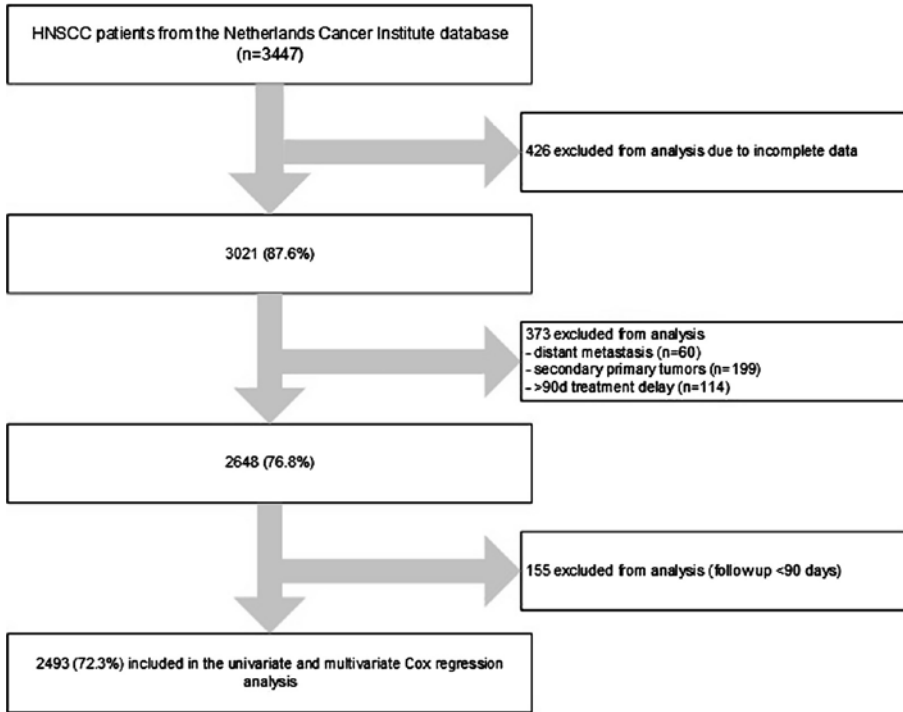 HNSCC patients from the Netherlands Cancer Institute database
(n=3447)
426 excluded from analysis due to incomplete data
3021 (87.6%)
373 excluded from analysis
- distant metastasis (n=60)
- secondary primary tumors (n=199)
- >90d treatment delay (n=114)
2648 (76.8%)
155 excluded from analysis (followup <90 days)
2493 (72.3%) included in the univariate and multivariate Cox regression
analysis